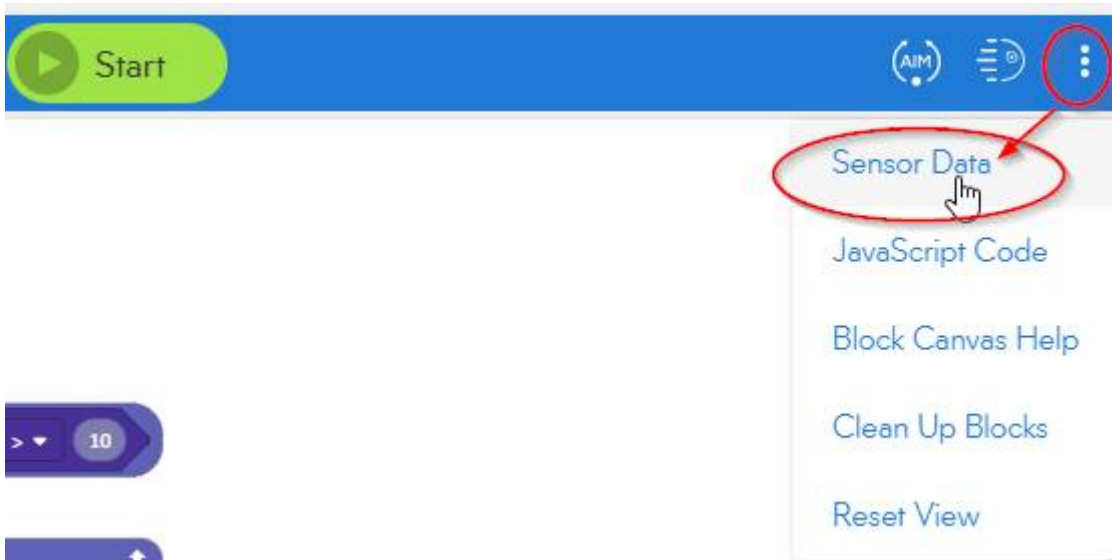 Start
AIM
Sensor Data
JavaScript Code
Block Canvas Help
> 10
Clean Up Blocks
Reset View